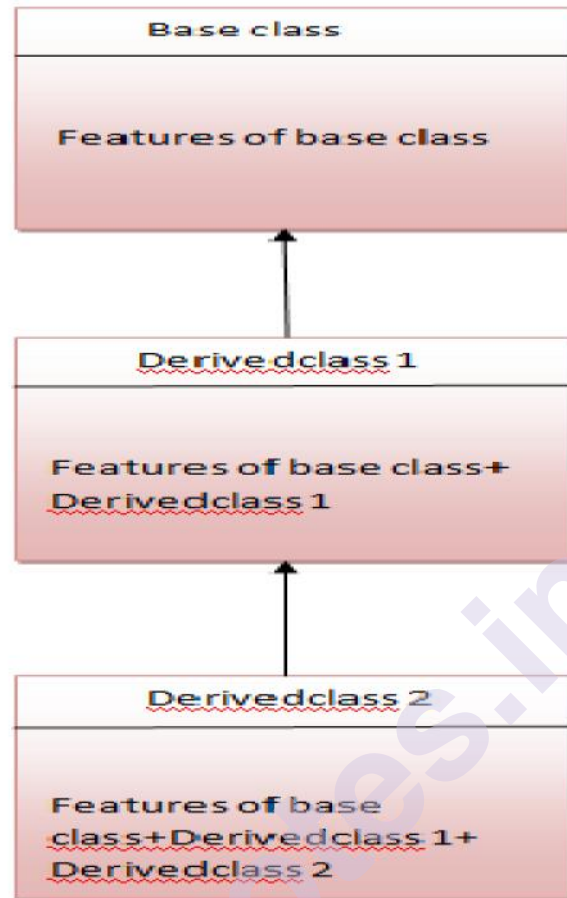 Base class
Features of base class
Derivedclass 1
Features of base class+
Derivedclass 1
Derivedclass 2
Features of base
class+Derivedclass 1+
Derivedclass 2